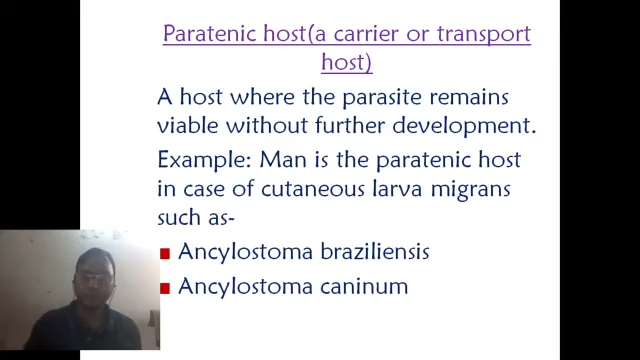 Paratenic host(a carrier or transport
host)
A host where the parasite remains
viable without further development.
Example: Man is the paratenic host
in case of cutaneous larva migrans
such as-
Ancylostoma braziliensis
Ancylostoma caninum